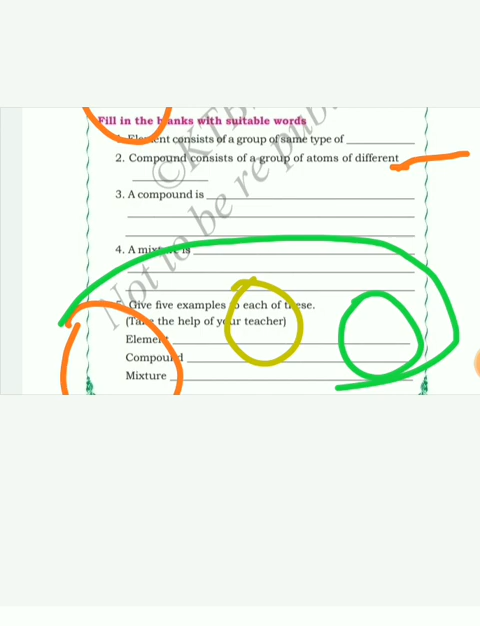 Fill in the blanks with suitable words
1. Element consists of a group of same type of
2. Compound consists of a group of atoms of different
3. A compound is
4. A mixture is
5. Give five examples to each of these.
(Take the help of your teacher)
Element
Compound
Mixture
©KTB
Not to be republ